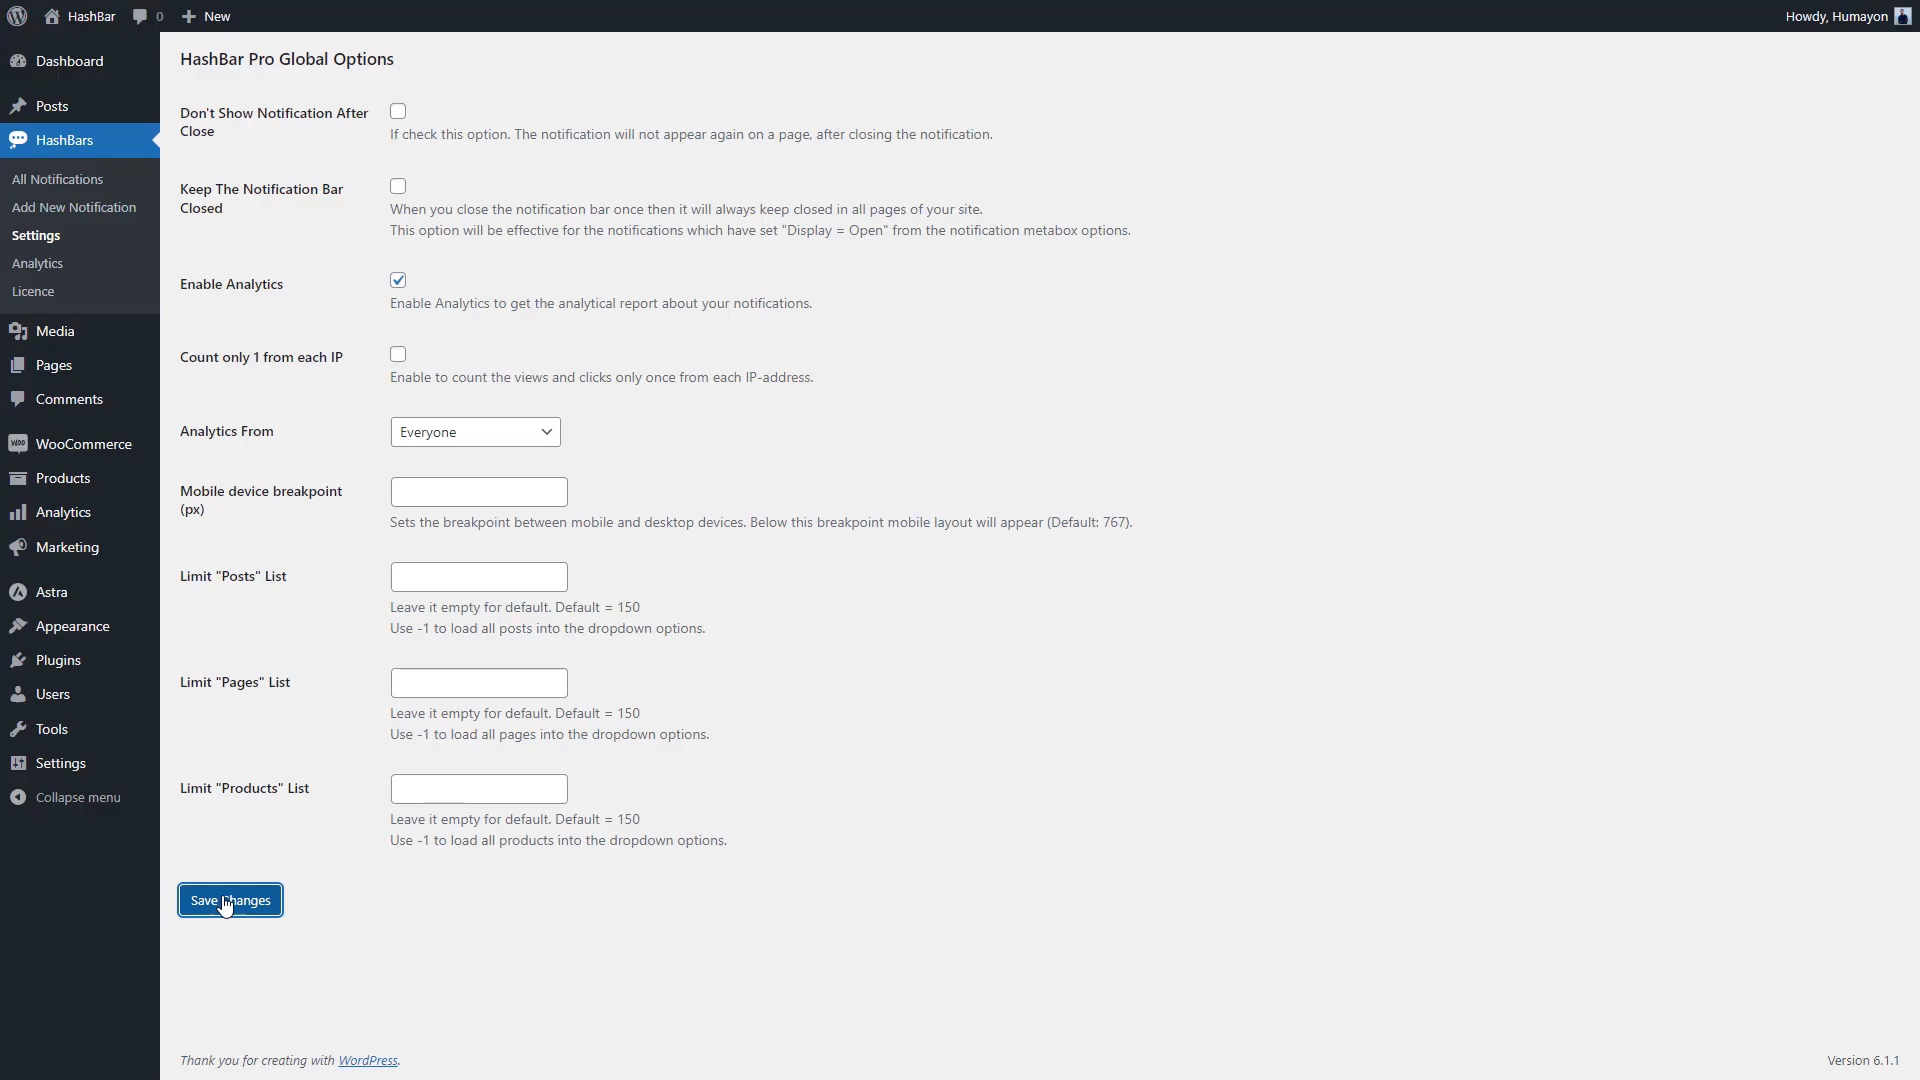 HashBar
0
New
Howdy, Humayon
Dashboard
Posts
HashBars
All Notifications
Add New Notification
Settings
Analytics
Licence
Media
Pages
Comments
WooCommerce
Products
Analytics
Marketing
Astra
Appearance
Plugins
Users
Tools
Settings
Collapse menu
HashBar Pro Global Options
Don't Show Notification After
Close
If check this option. The notification will not appear again on a page, after closing the notification.
Keep The Notification Bar
Closed
When you close the notification bar once then it will always keep closed in all pages of your site.
This option will be effective for the notifications which have set "Display = Open" from the notification metabox options.
Enable Analytics
Enable Analytics to get the analytical report about your notifications.
Count only 1 from each IP
Enable to count the views and clicks only once from each IP-address.
Analytics From
Everyone
Mobile device breakpoint
(px)
Sets the breakpoint between mobile and desktop devices. Below this breakpoint mobile layout will appear (Default: 767).
Limit "Posts" List
Leave it empty for default. Default = 150
Use -1 to load all posts into the dropdown options.
Limit "Pages" List
Leave it empty for default. Default = 150
Use -1 to load all pages into the dropdown options.
Limit "Products" List
Leave it empty for default. Default = 150
Use -1 to load all products into the dropdown options.
Save Changes
Thank you for creating with WordPress.
Version 6.1.1